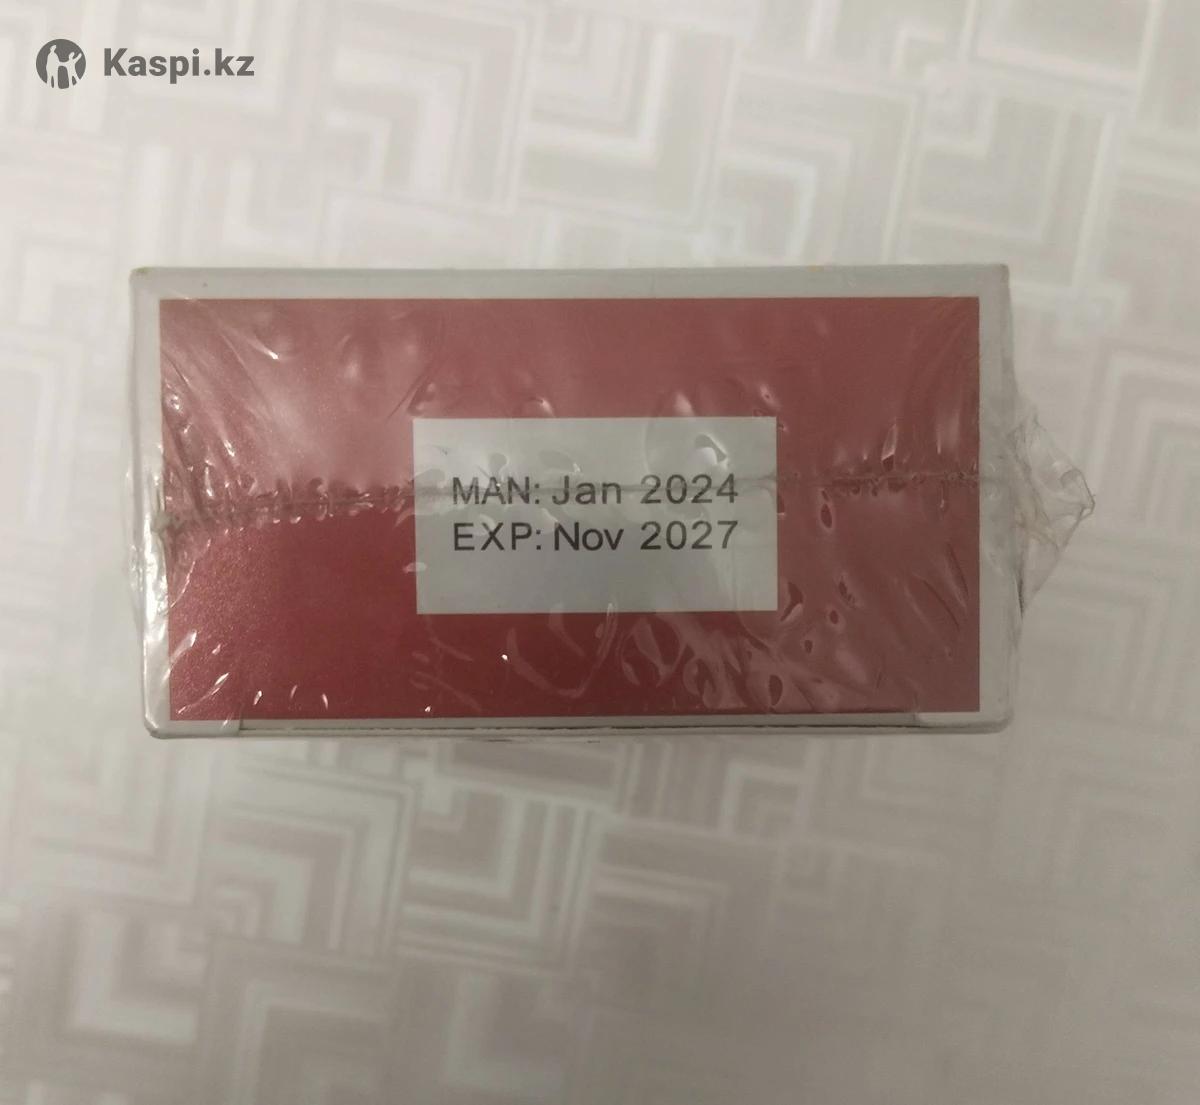 Kaspi.kz
MAN: Jan 2024
EXP: Nov 2027